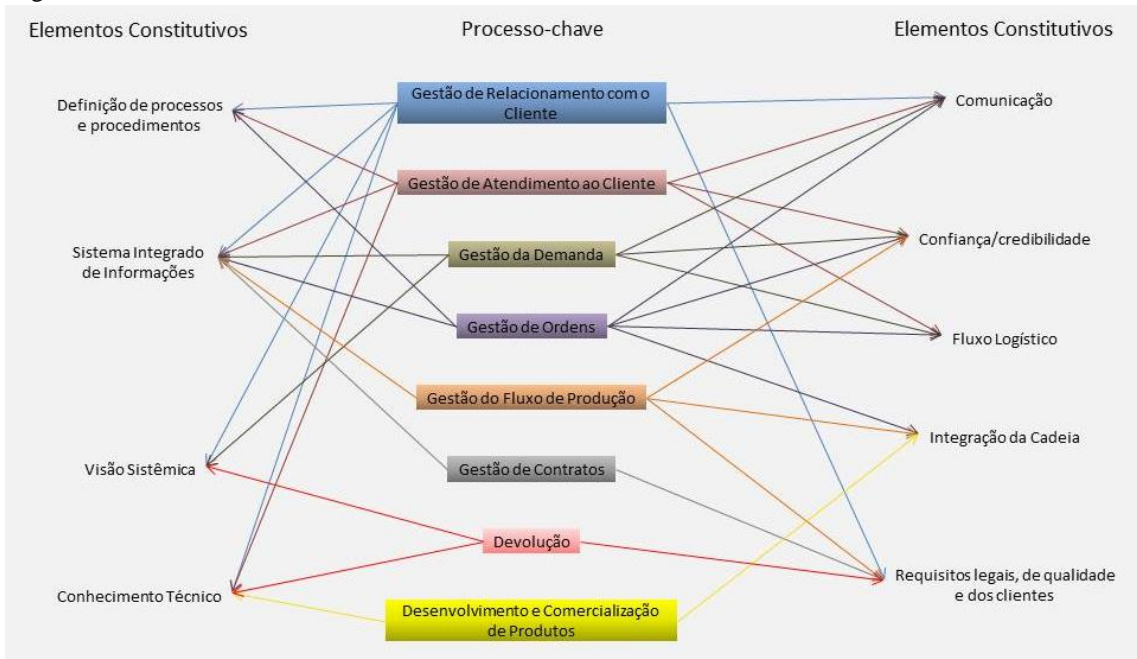 Elementos Constitutivos
Processo-chave
Elementos Constitutivos
Definição de processos
e procedimentos
Sistema Integrado
de Informações
Visão Sistêmica
Conhecimento Técnico
Gestão de Relacionamento com o
Cliente
Gestão de Atendimento ao Cliente
Gestão da Demanda
Gestão de Ordens
Gestão do Fluxo de Produção
Gestão de Contratos
Devolução
Desenvolvimento e Comercialização
de Produtos
Comunicação
Confiança/credibilidade
Fluxo Logístico
Integração da Cadeia
Requisitos legais, de qualidade
e dos clientes